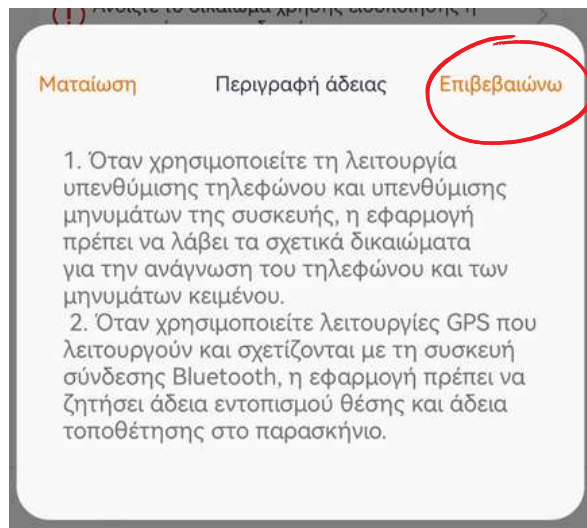 Ματαίωση Περιγραφή άδειας Επιβεβαιώνω
1. Όταν χρησιμοποιείτε τη λειτουργία
υπενθύμισης τηλεφώνου και υπενθύμισης
μηνυμάτων της συσκευής, η εφαρμογή
πρέπει να λάβει τα σχετικά δικαιώματα
για την ανάγνωση του τηλεφώνου και των
μηνυμάτων κειμένου.
2. Όταν χρησιμοποιείτε λειτουργίες GPS που
λειτουργούν και σχετίζονται με τη συσκευή
σύνδεσης Bluetooth, η εφαρμογή πρέπει να
ζητήσει άδεια εντοπισμού θέσης και άδεια
τοποθέτησης στο παρασκήνιο.